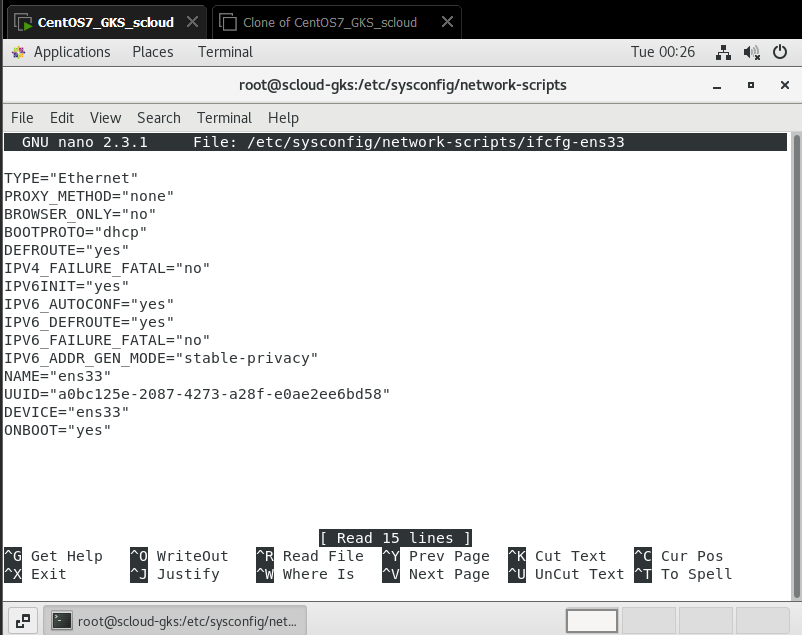 CentOS7_GKS_scloud
Clone of CentOS7_GKS_scloud
Applications Places Terminal Tue 00:26
root@scloud-gks:/etc/sysconfig/network-scripts
File Edit View Search Terminal Help
GNU nano 2.3.1 File: /etc/sysconfig/network-scripts/ifcfg-ens33
TYPE="Ethernet"
PROXY_METHOD="none"
BROWSER_ONLY="no"
BOOTPROTO="dhcp"
DEFROUTE="yes"
IPV4_FAILURE_FATAL="no"
IPV6INIT="yes"
IPV6_AUTOCONF="yes"
IPV6_DEFROUTE="yes"
IPV6_FAILURE_FATAL="no"
IPV6_ADDR_GEN_MODE="stable-privacy"
NAME="ens33"
UUID="a0bc125e-2087-4273-a28f-e0ae2ee6bd58"
DEVICE="ens33"
ONBOOT="yes"
[ Read 15 lines ]
^G Get Help ^O WriteOut ^R Read File ^Y Prev Page ^K Cut Text ^C Cur Pos
^X Exit ^J Justify ^W Where Is ^V Next Page ^U UnCut Text ^T To Spell
root@scloud-gks:/etc/sysconfig/net...